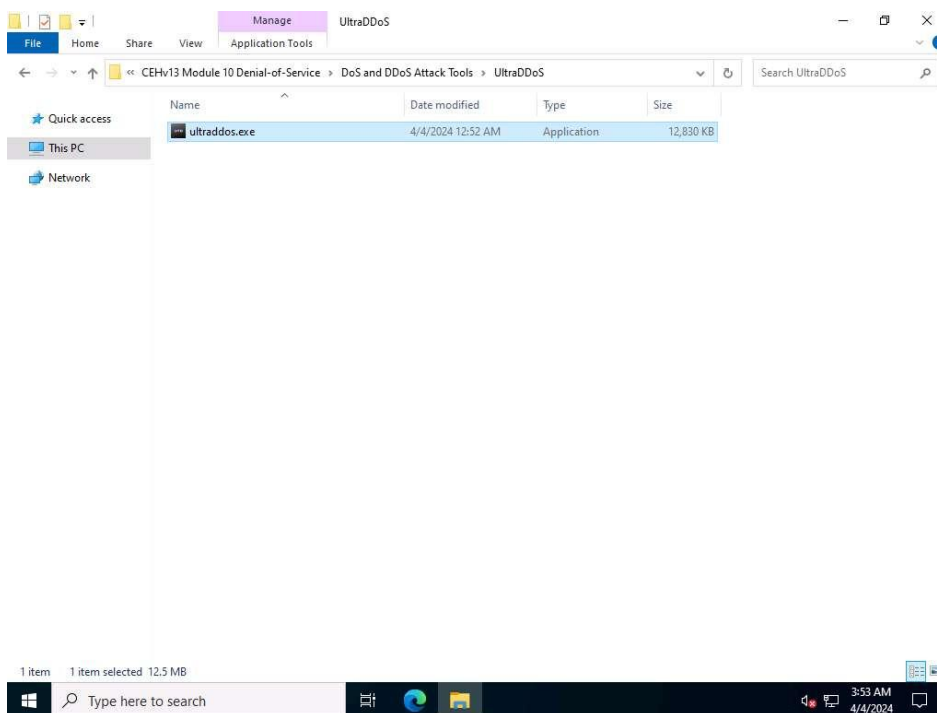 Manage
UltraDDoS
File Home Share View Application Tools
« CEHv13 Module 10 Denial-of-Service › DoS and DDoS Attack Tools › UltraDDoS
Search UltraDDoS
Name Date modified Type Size
Quick access
ultraddos.exe 4/4/2024 12:52 AM Application 12,830 KB
This PC
Network
1 item 1 item selected 12.5 MB
Type here to search
3:53 AM
4/4/2024